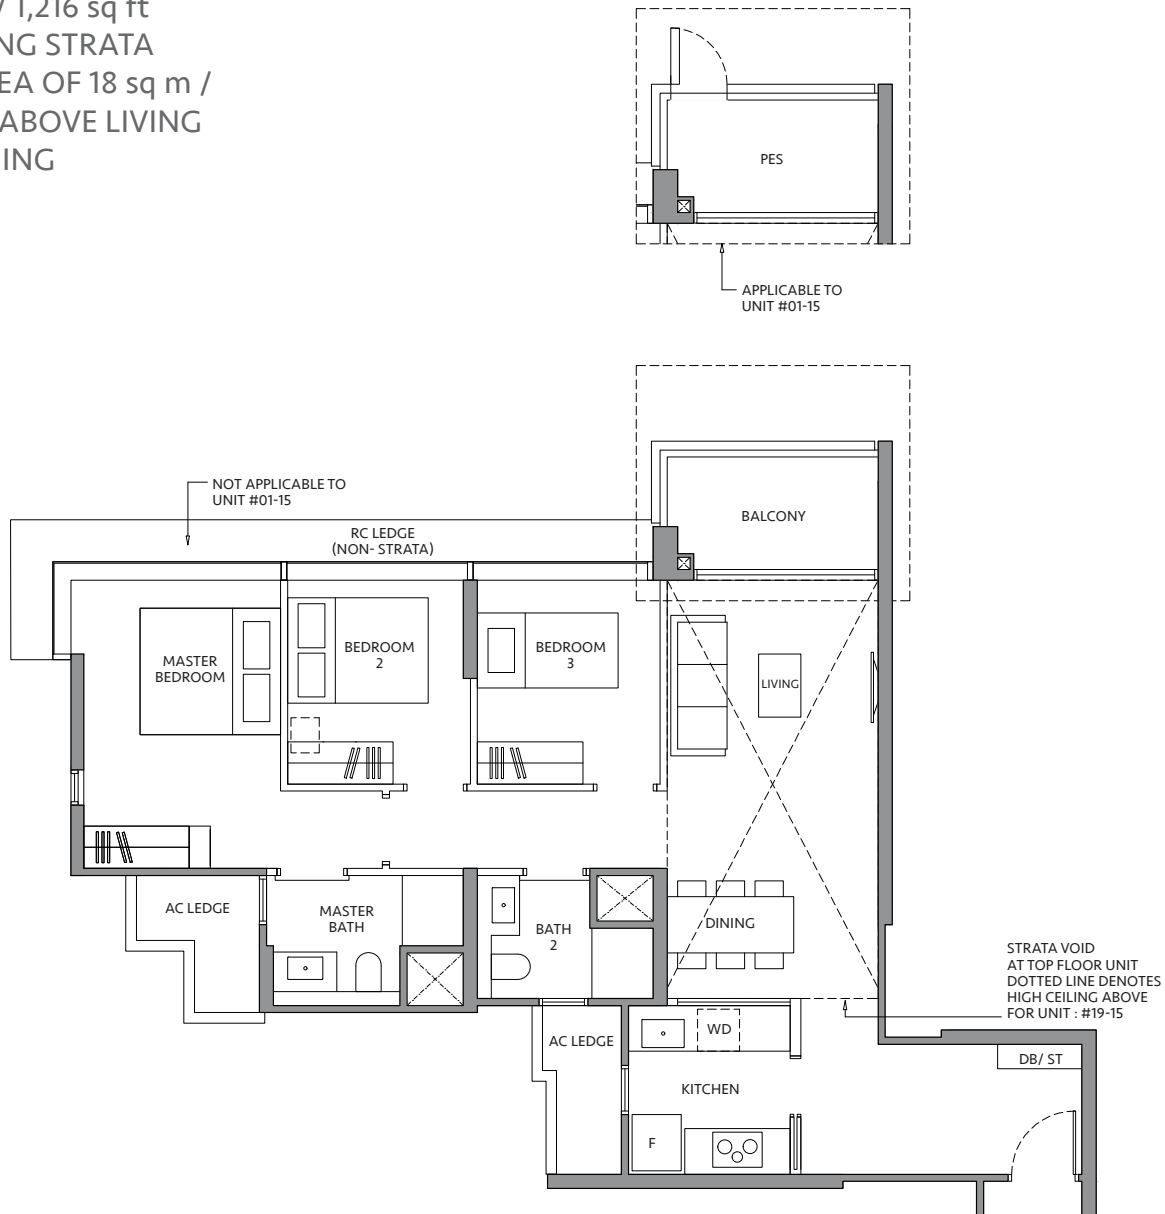 / 1,216 sq ft
NG STRATA
EA OF 18 sq m /
ABOVE LIVING
ING
PES
APPLICABLE TO
UNIT #01-15
NOT APPLICABLE TO
UNIT #01-15
RC LEDGE
(NON- STRATA)
BALCONY
MASTER
BEDROOM
BEDROOM
2
BEDROOM
3
LIVING
AC LEDGE
MASTER
BATH
BATH
2
DINING
STRATA VOID
AT TOP FLOOR UNIT
DOTTED LINE DENOTES
HIGH CEILING ABOVE
FOR UNIT : #19-15
AC LEDGE
WD
DB/ ST
KITCHEN
F